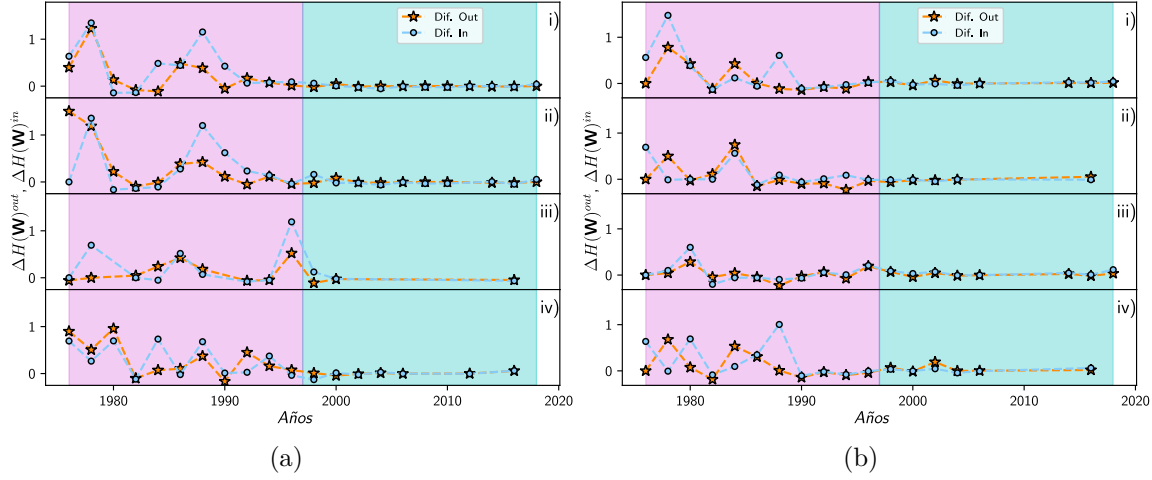 i)
Dif. Out
Dif. In
1
0
ii)
1
0
iii)
1
0
iv)
1
0
1980 1990 2000 2010 2020
Años
ΔH(W)^{out}, ΔH(W)^{in}
(a)
i)
Dif. Out
Dif. In
1
0
ii)
1
0
iii)
1
0
iv)
1
0
1980 1990 2000 2010 2020
Años
ΔH(W)^{out}, ΔH(W)^{in}
(b)